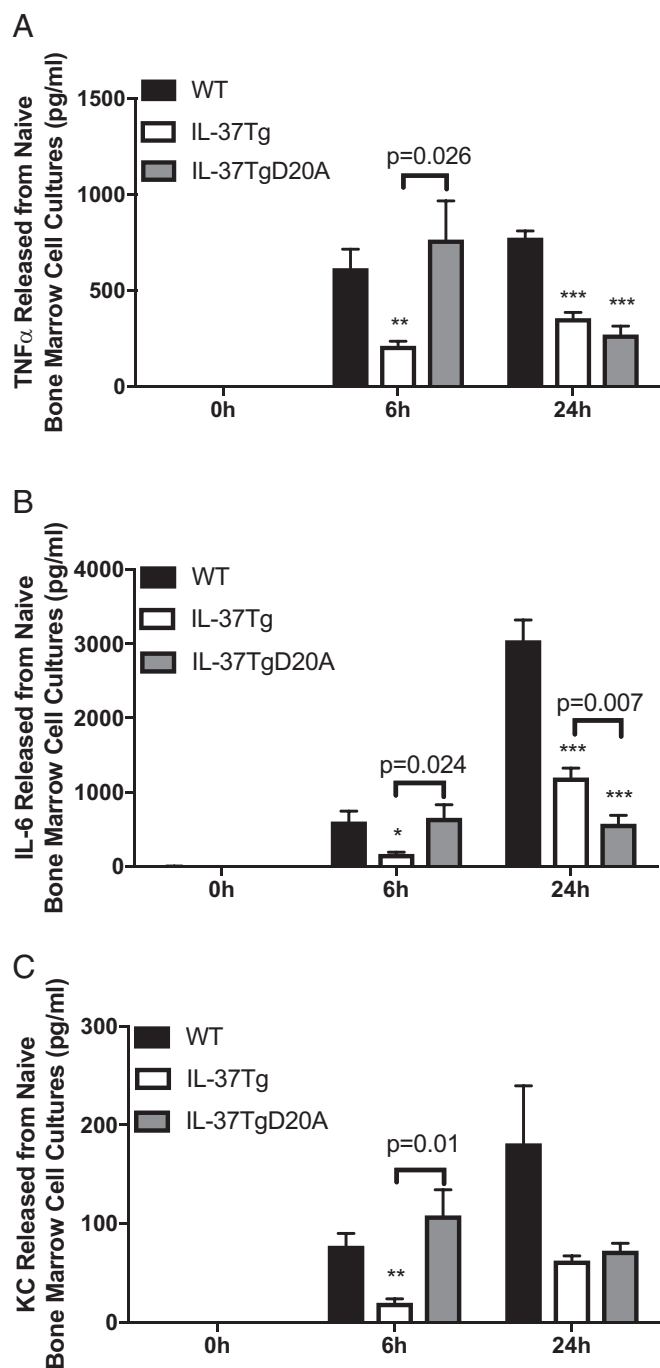 A
TNFα Released from Naive
Bone Marrow Cell Cultures (pg/ml)
1500
1000
500
0
WT
IL-37Tg
IL-37TgD20A
p=0.026
**
***
***
0h
6h
24h
B
IL-6 Released from Naive
Bone Marrow Cell Cultures (pg/ml)
4000
3000
2000
1000
0
WT
IL-37Tg
IL-37TgD20A
p=0.024
*
p=0.007
***
***
0h
6h
24h
C
KC Released from Naive
Bone Marrow Cell Cultures (pg/ml)
300
200
100
0
WT
IL-37Tg
IL-37TgD20A
p=0.01
**
0h
6h
24h